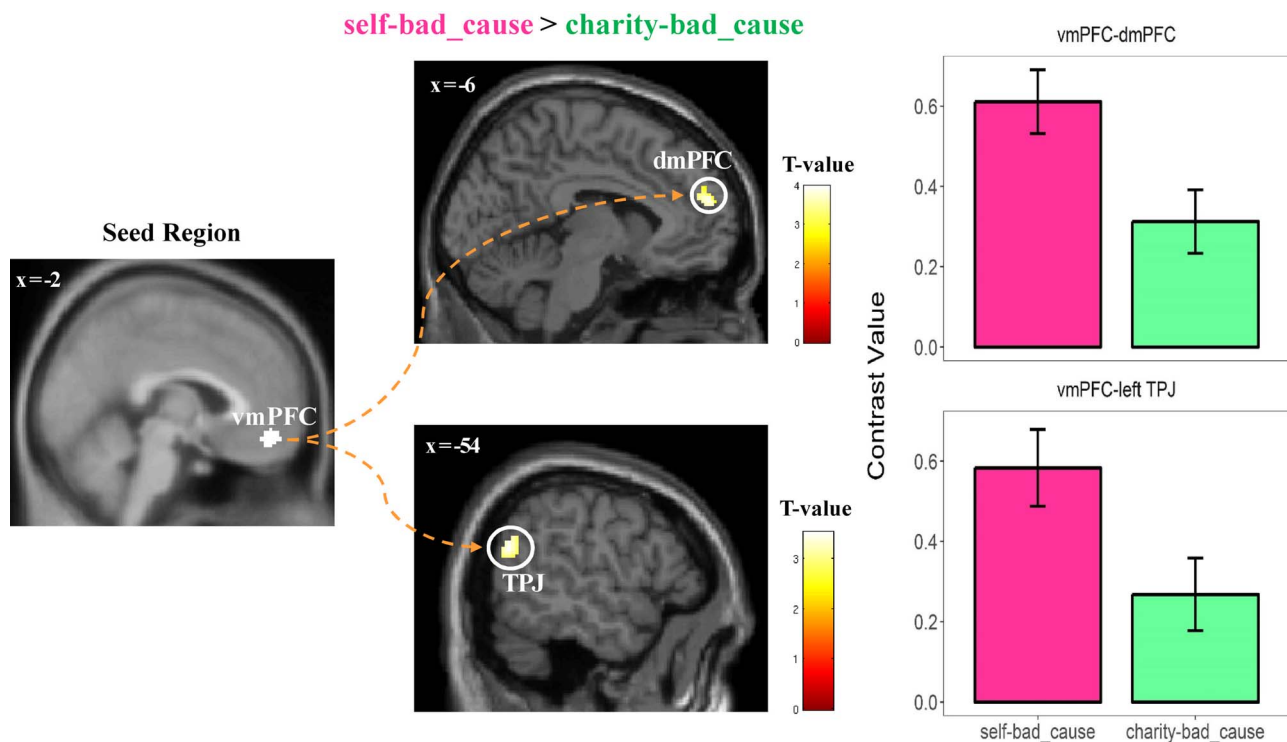 self-bad_cause > charity-bad_cause
Seed Region
x=-2
vmPFC
x=-6
dmPFC
T-value
4
3
2
1
0
x=-54
TPJ
T-value
3
2
1
0
vmPFC-dmPFC
Contrast Value
0.6
0.4
0.2
0.0
vmPFC-left TPJ
0.6
0.4
0.2
0.0
self-bad_cause
charity-bad_cause